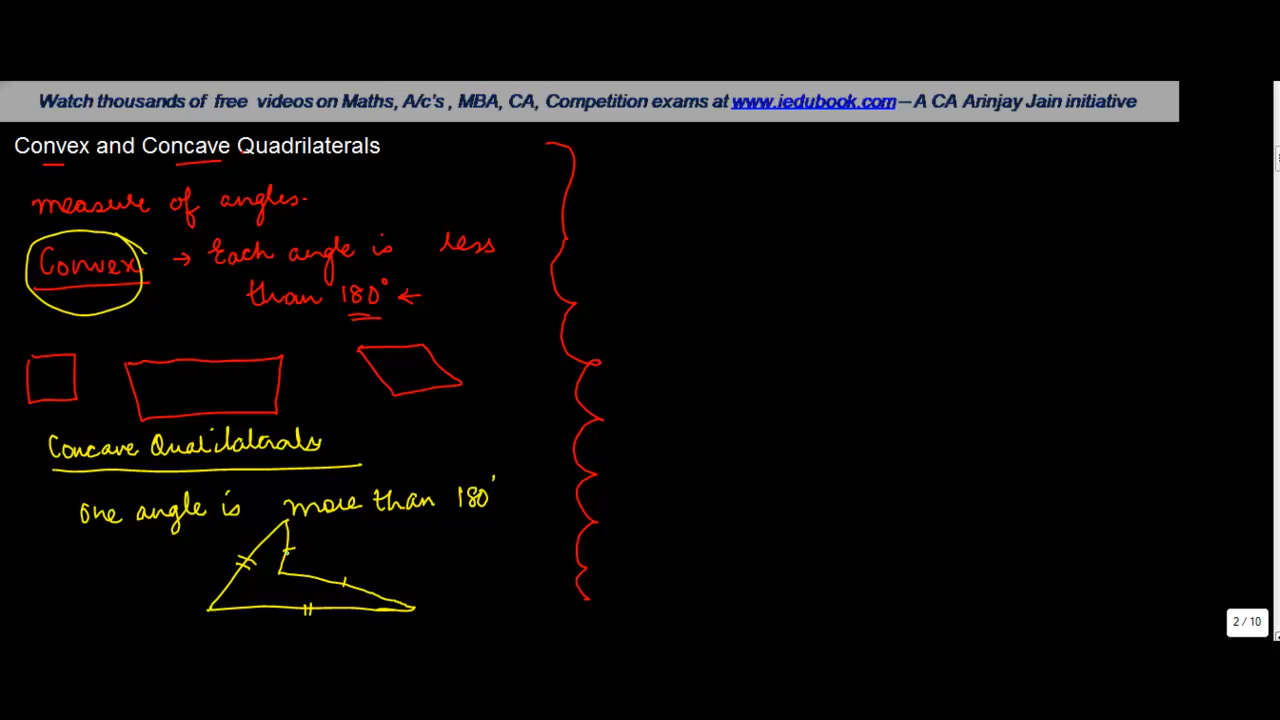 Watch thousands of free videos on Maths, A/c's , MBA, CA, Competition exams at www.iedubook.com – A CA Arinjay Jain initiative
Convex and Concave Quadrilaterals
measure of angles.
Convex → Each angle is less
than 180° ←
Concave Quatilaterals
One angle is more than 180°
2 / 10